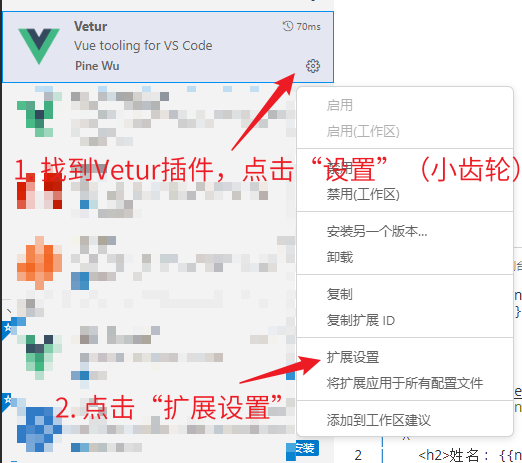 Vetur
70ms
Vue tooling for VS Code
Pine Wu
启用
启用(工作区)
禁用
1. 找到Vetur插件，点击“设置”（小齿轮）
禁用(工作区)
安装另一个版本...
卸载
复制
复制扩展 ID
扩展设置
将扩展应用于所有配置文件
2. 点击“扩展设置”
添加到工作区建议
安装
2
<h2>姓名：{{n